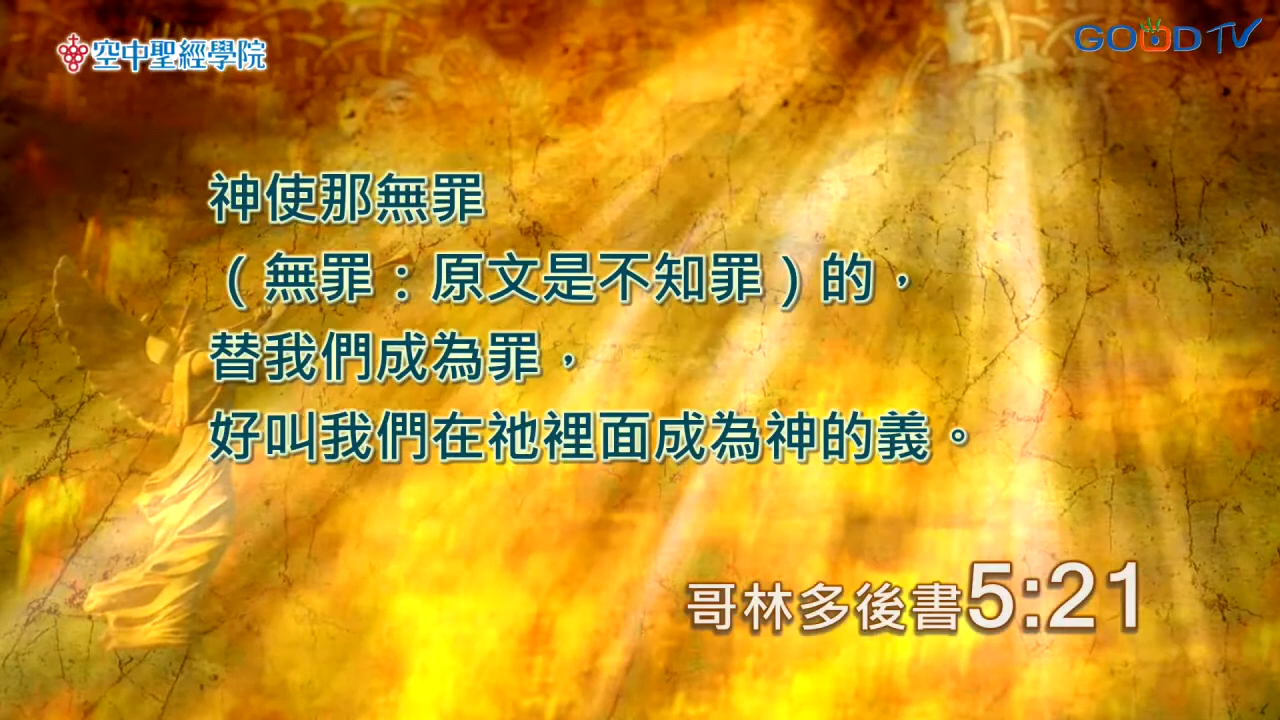 空中聖經學院
GOOD TV
神使那無罪
(無罪:原文是不知罪)的,
替我們成為罪,
好叫我們在祂裡面成為神的義。
哥林多後書5:21